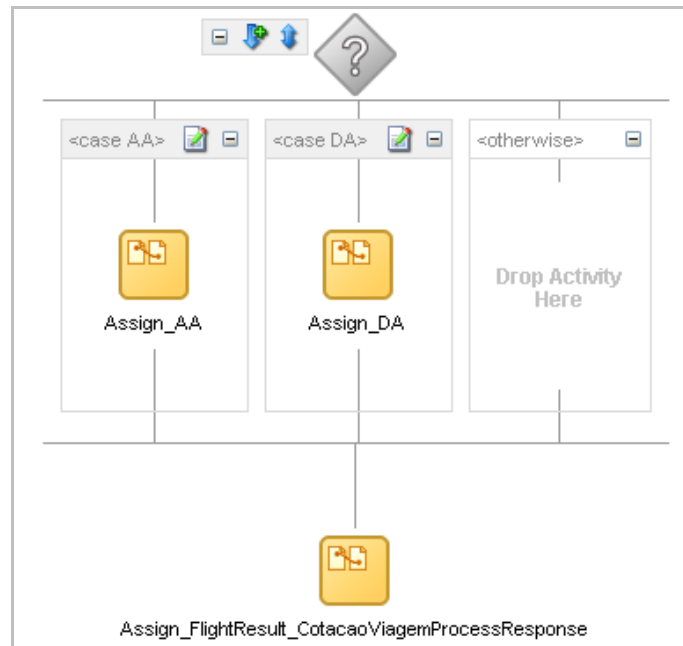 ?
<case AA>
<case DA>
<otherwise>
Drop Activity
Here
Assign_AA
Assign_DA
Assign_FlightResult_CotacaoViagemProcessResponse